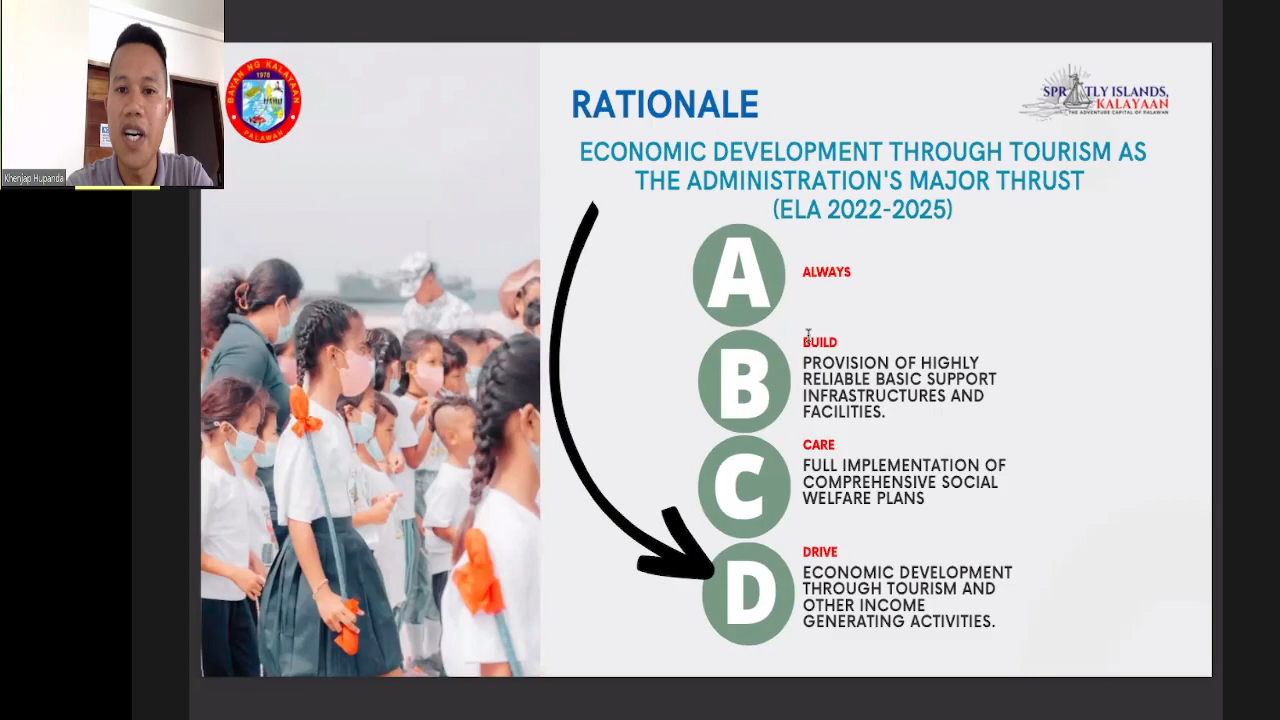 Khenjap Hupanda
BAYAN NG KALAYAAN
1978
PALAWAN
RATIONALE
SPRATLY ISLANDS,
KALAYAAN
THE ADVENTURE CAPITAL OF PALAWAN
ECONOMIC DEVELOPMENT THROUGH TOURISM AS
THE ADMINISTRATION'S MAJOR THRUST
(ELA 2022-2025)
A
ALWAYS
B
BUILD
PROVISION OF HIGHLY
RELIABLE BASIC SUPPORT
INFRASTRUCTURES AND
FACILITIES.
C
CARE
FULL IMPLEMENTATION OF
COMPREHENSIVE SOCIAL
WELFARE PLANS
D
DRIVE
ECONOMIC DEVELOPMENT
THROUGH TOURISM AND
OTHER INCOME
GENERATING ACTIVITIES.